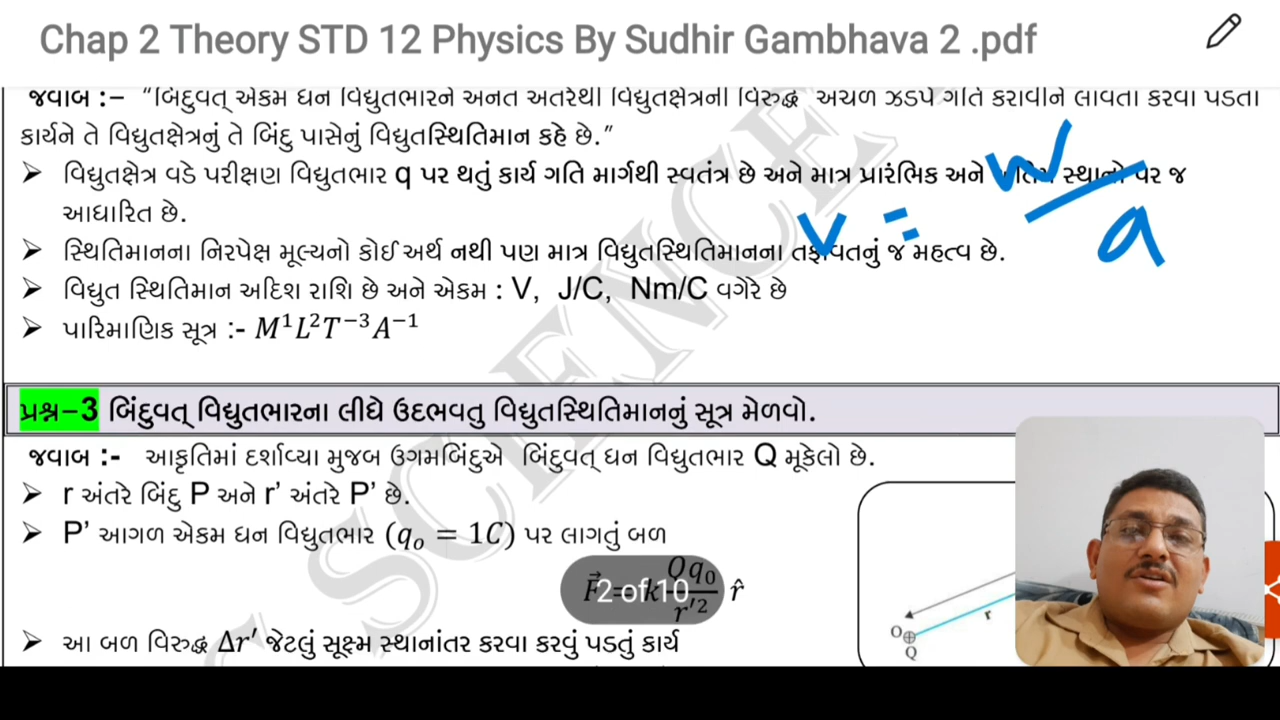 Chap 2 Theory STD 12 Physics By Sudhir Gambhava 2 .pdf
જવાબ :– “બિંદુવત્ એકમ ધન વિદ્યુતભારને અનંત અંતરેથી વિદ્યુતક્ષેત્રની વિરુદ્ધ અચળ ઝડપે ગતિ કરાવીને લાવતા કરવા પડતા
કાર્યને તે વિદ્યુતક્ષેત્રનું તે બિંદુ પાસેનું વિદ્યુતસ્થિતિમાન કહે છે.”
➢ વિદ્યુતક્ષેત્ર વડે પરીક્ષણ વિદ્યુતભાર q પર થતું કાર્ય ગતિ માર્ગથી સ્વતંત્ર છે અને માત્ર પ્રારંભિક અને સ્થાનો પર જ
આધારિત છે.
➢ સ્થિતિમાનના નિરપેક્ષ મૂલ્યનો કોઈ અર્થ નથી પણ માત્ર વિદ્યુતસ્થિતિમાનના તફાવતનું જ મહત્વ છે.
V = W/q
➢ વિદ્યુત સ્થિતિમાન અદિશ રાશિ છે અને એકમ : V, J/C, Nm/C વગેરે છે
➢ પારિમાણિક સૂત્ર :- M¹L²T⁻³A⁻¹
પ્રશ્ન–3 બિંદુવત્ વિદ્યુતભારના લીધે ઉદભવતુ વિદ્યુતસ્થિતિમાનનું સૂત્ર મેળવો.
જવાબ :- આકૃતિમાં દર્શાવ્યા મુજબ ઉગમબિંદુએ બિંદુવત્ ધન વિદ્યુતભાર Q મૂકેલો છે.
➢ r અંતરે બિંદુ P અને r’ અંતરે P’ છે.
➢ P’ આગળ એકમ ધન વિદ્યુતભાર (qₒ = 1C) પર લાગતું બળ
2 of 10
k Qq₀/r′² r̂
➢ આ બળ વિરુદ્ધ Δr′ જેટલું સૂક્ષ્મ સ્થાનાંતર કરવા કરવું પડતું કાર્ય
r
O
Q
SCIENCE